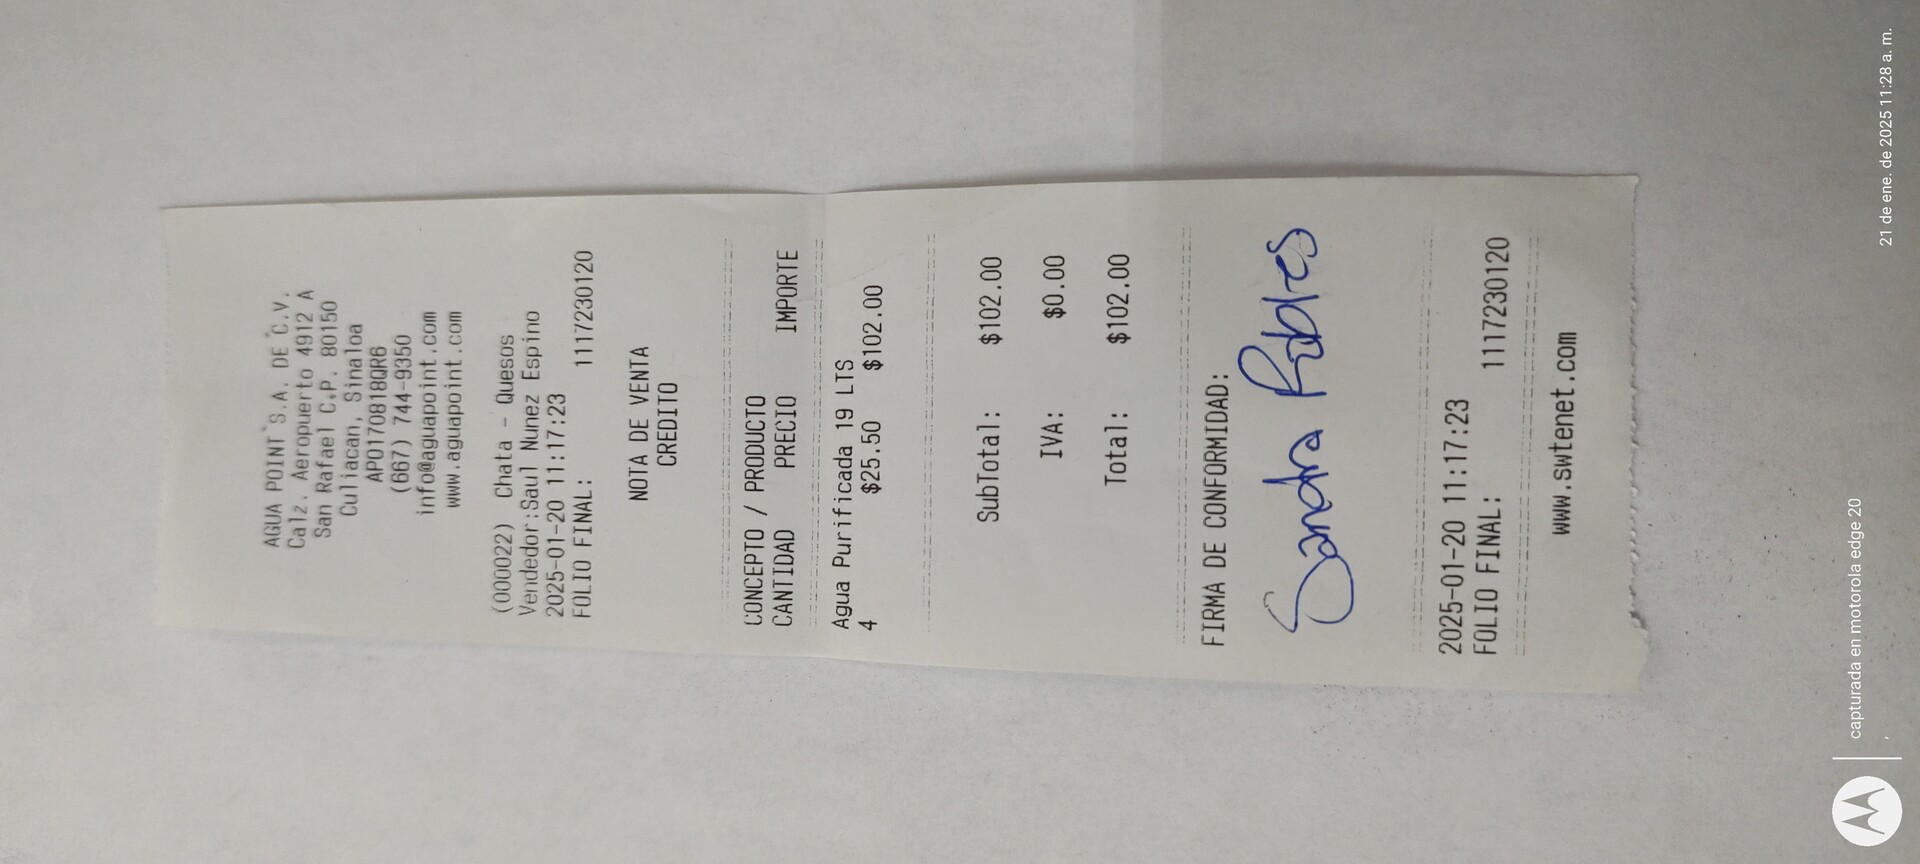 AGUA POINT S.A. DE C.V.
Calz. Aeropuerto 4912 A
San Rafael C.P. 80150
Culiacan, Sinaloa
APO170818QR6
(667) 744-9350
info@aguapoint.com
www.aguapoint.com
(000022) Chata - Quesos
Vendedor:Saul Nunez Espino
2025-01-20 11:17:23
FOLIO FINAL: 1117230120
NOTA DE VENTA
CREDITO
CONCEPTO / PRODUCTO
CANTIDAD PRECIO IMPORTE
Agua Purificada 19 LTS
4 $25.50 $102.00
SubTotal: $102.00
IVA: $0.00
Total: $102.00
FIRMA DE CONFORMIDAD:
Sandra Robles
2025-01-20 11:17:23
FOLIO FINAL: 1117230120
www.swtenet.com
capturada en motorola edge 20
21 de ene. de 2025 11:28 a. m.